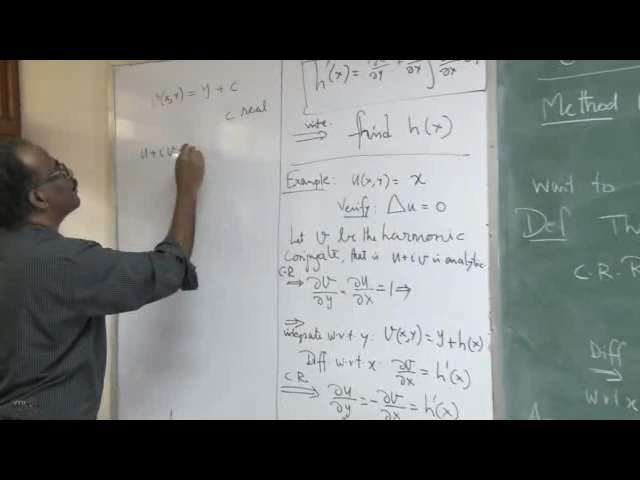 v(x,y) = y + c
c real
u+iv
h'(x) =
inte.
⟹ find h(x)
Example: u(x,y) = x
Verify: Δu = 0
Let v be the harmonic
conjugate, that is u+iv is analytic.
C.R.
⟹ ∂v/∂y = ∂u/∂x = 1 ⟹
⟹
integrate w.r.t y: v(x,y) = y + h(x)
Diff w.r.t x: ∂v/∂x = h'(x)
C.R.
⟹ ∂u/∂y = -∂v/∂x = h'(x)
Method
want to
Def Th
C.R.
Diff
⟹
w.r.t x